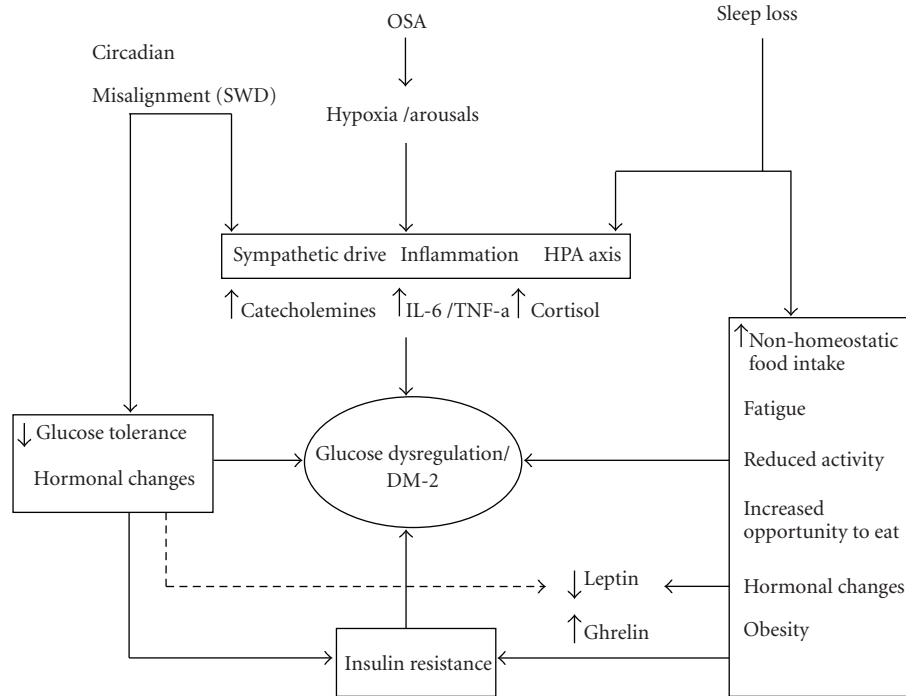 OSA
Sleep loss
Circadian
Misalignment (SWD)
Hypoxia /arousals
Sympathetic drive Inflammation HPA axis
↑ Catecholemines ↑ IL-6 /TNF-a ↑ Cortisol
↑ Non-homeostatic
food intake
Fatigue
Reduced activity
Increased
opportunity to eat
Hormonal changes
Obesity
↓ Glucose tolerance
Hormonal changes
Glucose dysregulation/
DM-2
↓ Leptin
↑ Ghrelin
Insulin resistance